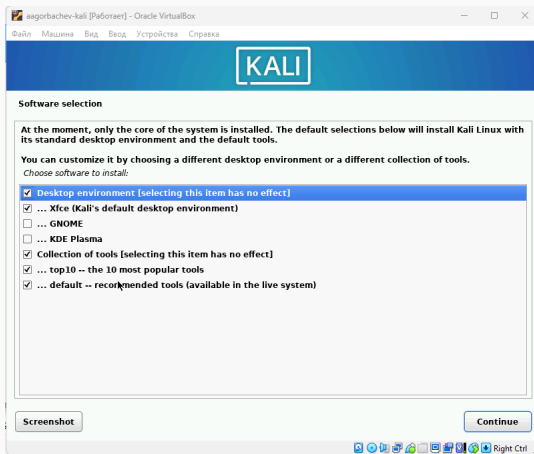 aagorbachev-kali [Работает] - Oracle VirtualBox
Файл Машина Вид Ввод Устройства Справка
KALI
Software selection
At the moment, only the core of the system is installed. The default selections below will install Kali Linux with
its standard desktop environment and the default tools.
You can customize it by choosing a different desktop environment or a different collection of tools.
Choose software to install:
Desktop environment [selecting this item has no effect]
... Xfce (Kali's default desktop environment)
... GNOME
... KDE Plasma
Collection of tools [selecting this item has no effect]
... top10 -- the 10 most popular tools
... default -- recommended tools (available in the live system)
Screenshot
Continue
Right Ctrl